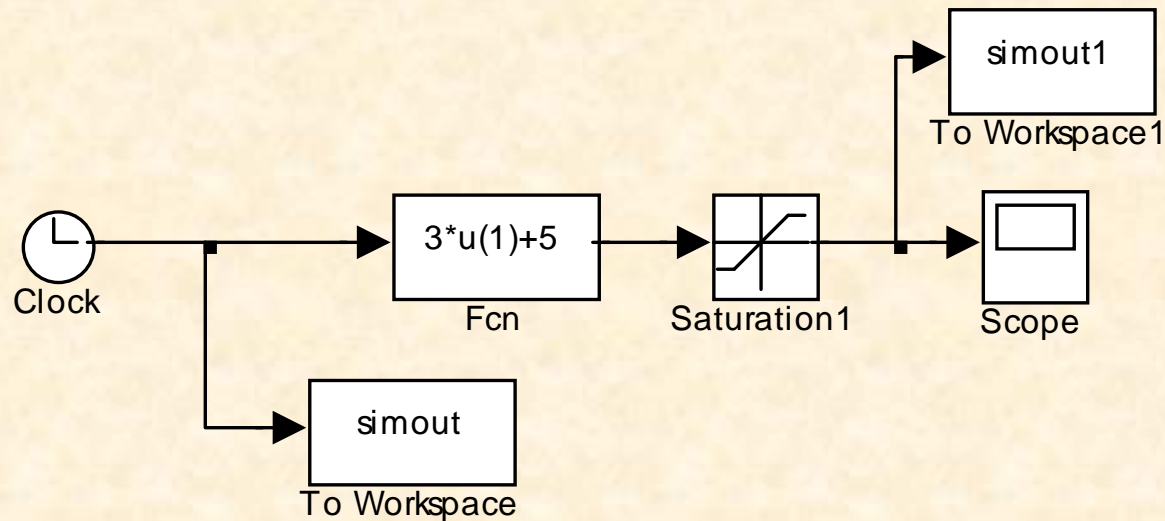 simout1
To Workspace1
3*u(1)+5
Clock
Fcn
Saturation1
Scope
simout
To Workspace